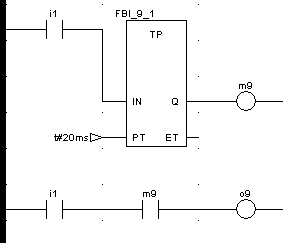 i1 FBI_9_1
TP
m9
IN Q
t#20ms PT ET
i1 m9 o9